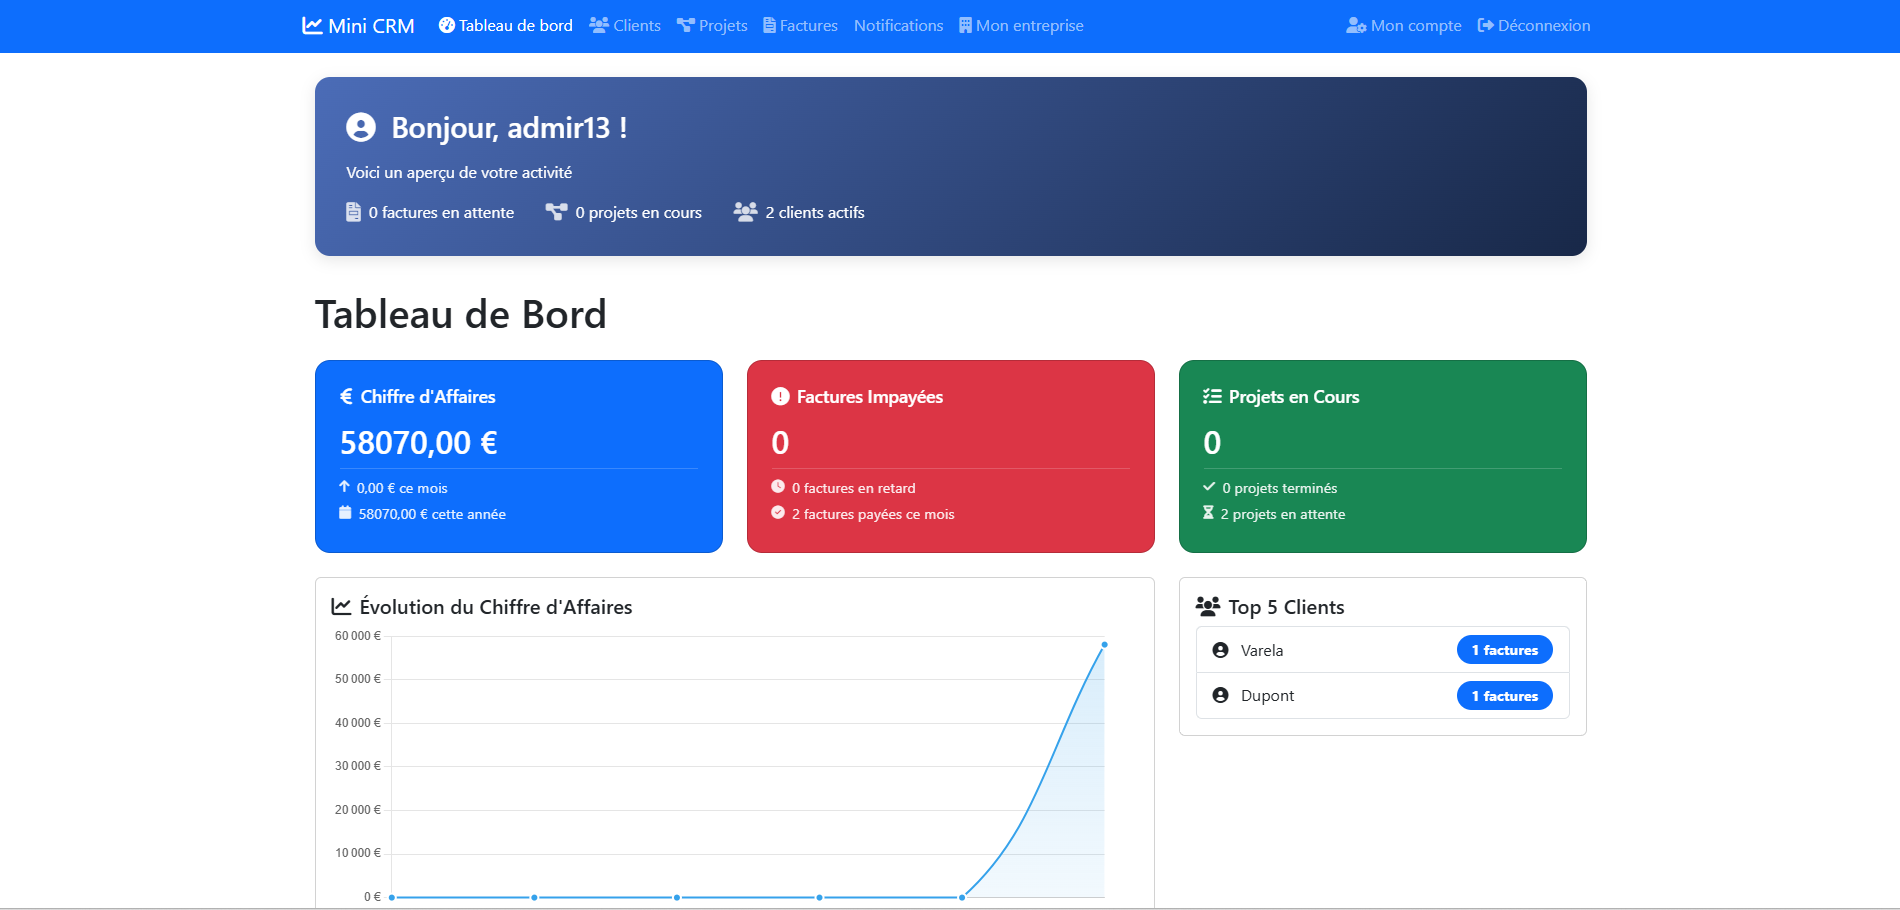 Mini CRM Tableau de bord Clients Projets Factures Notifications Mon entreprise Mon compte Déconnexion
Bonjour, admir13 !
Voici un aperçu de votre activité
0 factures en attente 0 projets en cours 2 clients actifs
Tableau de Bord
€ Chiffre d'Affaires
58070,00 €
0,00 € ce mois
58070,00 € cette année
Factures Impayées
0
0 factures en retard
2 factures payées ce mois
Projets en Cours
0
0 projets terminés
2 projets en attente
Évolution du Chiffre d'Affaires
60 000 €
50 000 €
40 000 €
30 000 €
20 000 €
10 000 €
0 €
Top 5 Clients
Varela 1 factures
Dupont 1 factures